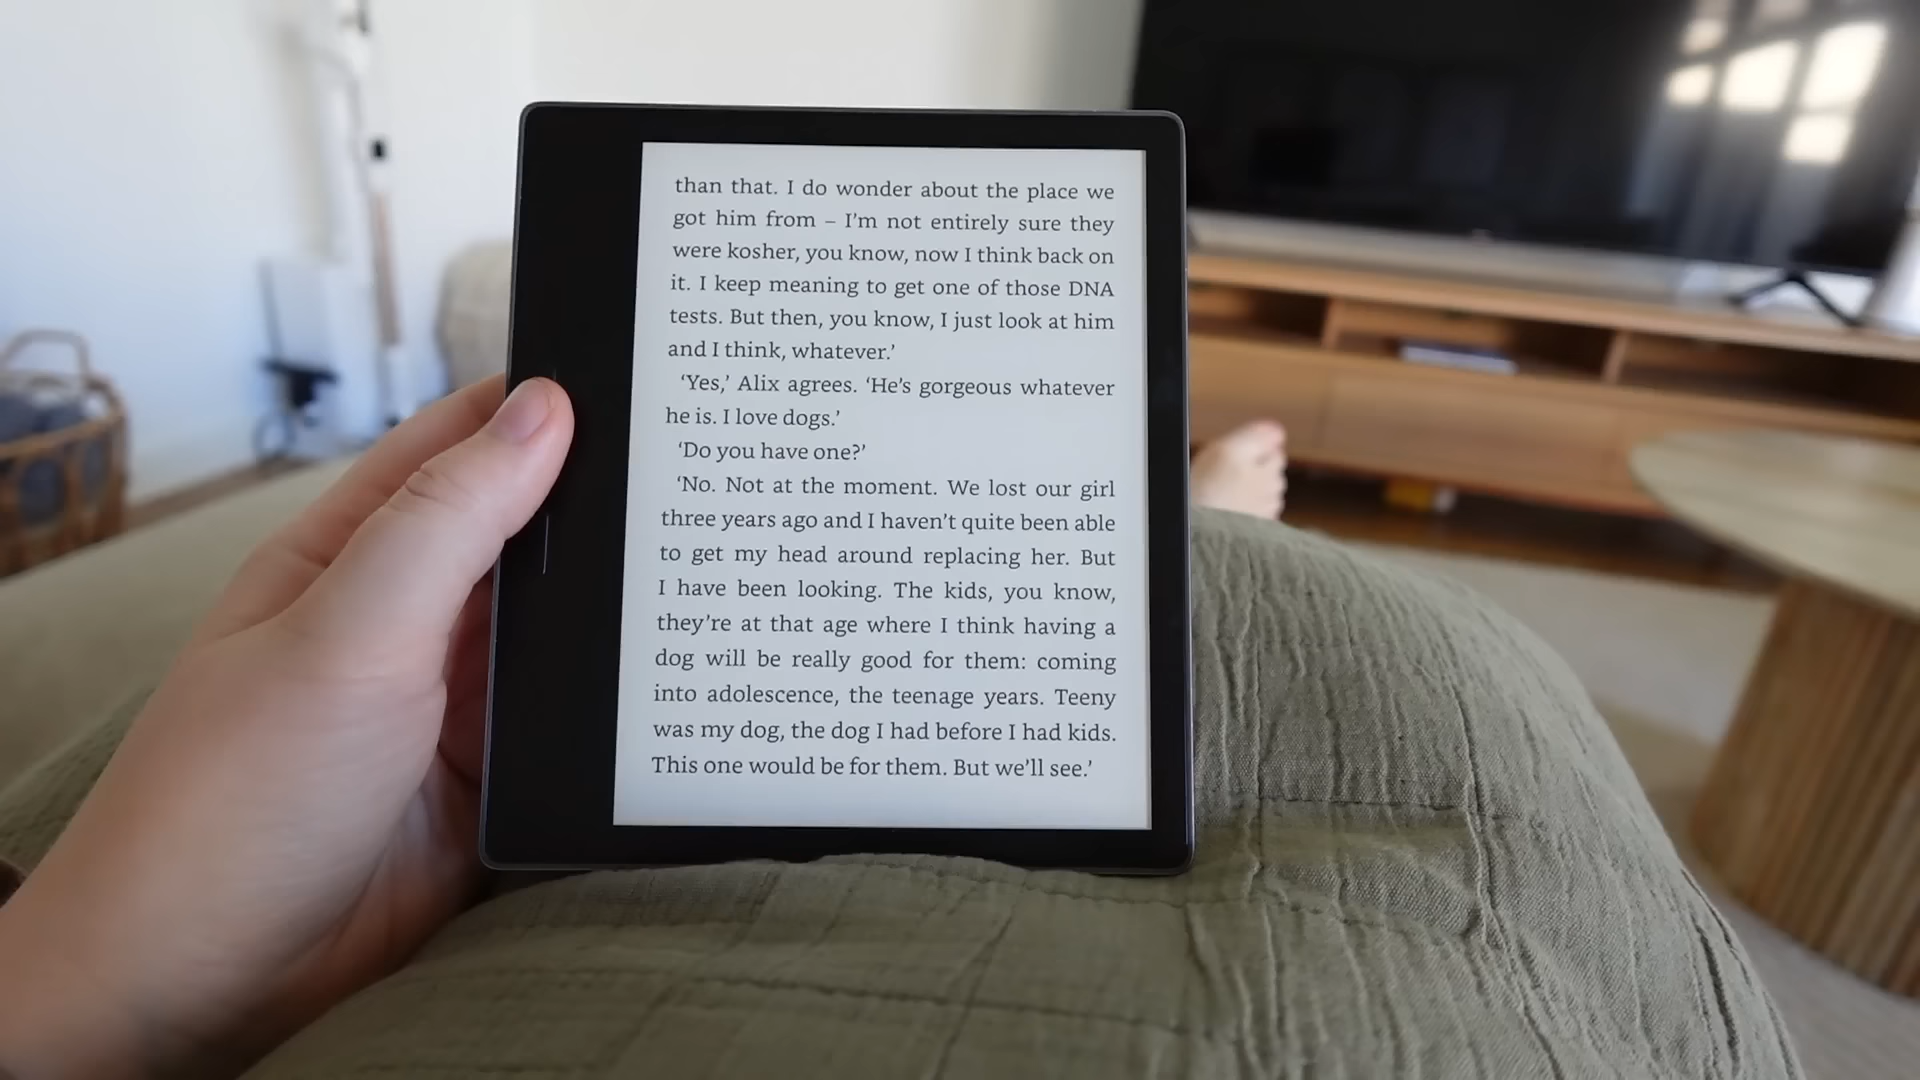 than that. I do wonder about the place we
got him from – I’m not entirely sure they
were kosher, you know, now I think back on
it. I keep meaning to get one of those DNA
tests. But then, you know, I just look at him
and I think, whatever.’
‘Yes,’ Alix agrees. ‘He’s gorgeous whatever
he is. I love dogs.’
‘Do you have one?’
‘No. Not at the moment. We lost our girl
three years ago and I haven’t quite been able
to get my head around replacing her. But
I have been looking. The kids, you know,
they’re at that age where I think having a
dog will be really good for them: coming
into adolescence, the teenage years. Teeny
was my dog, the dog I had before I had kids.
This one would be for them. But we’ll see.’